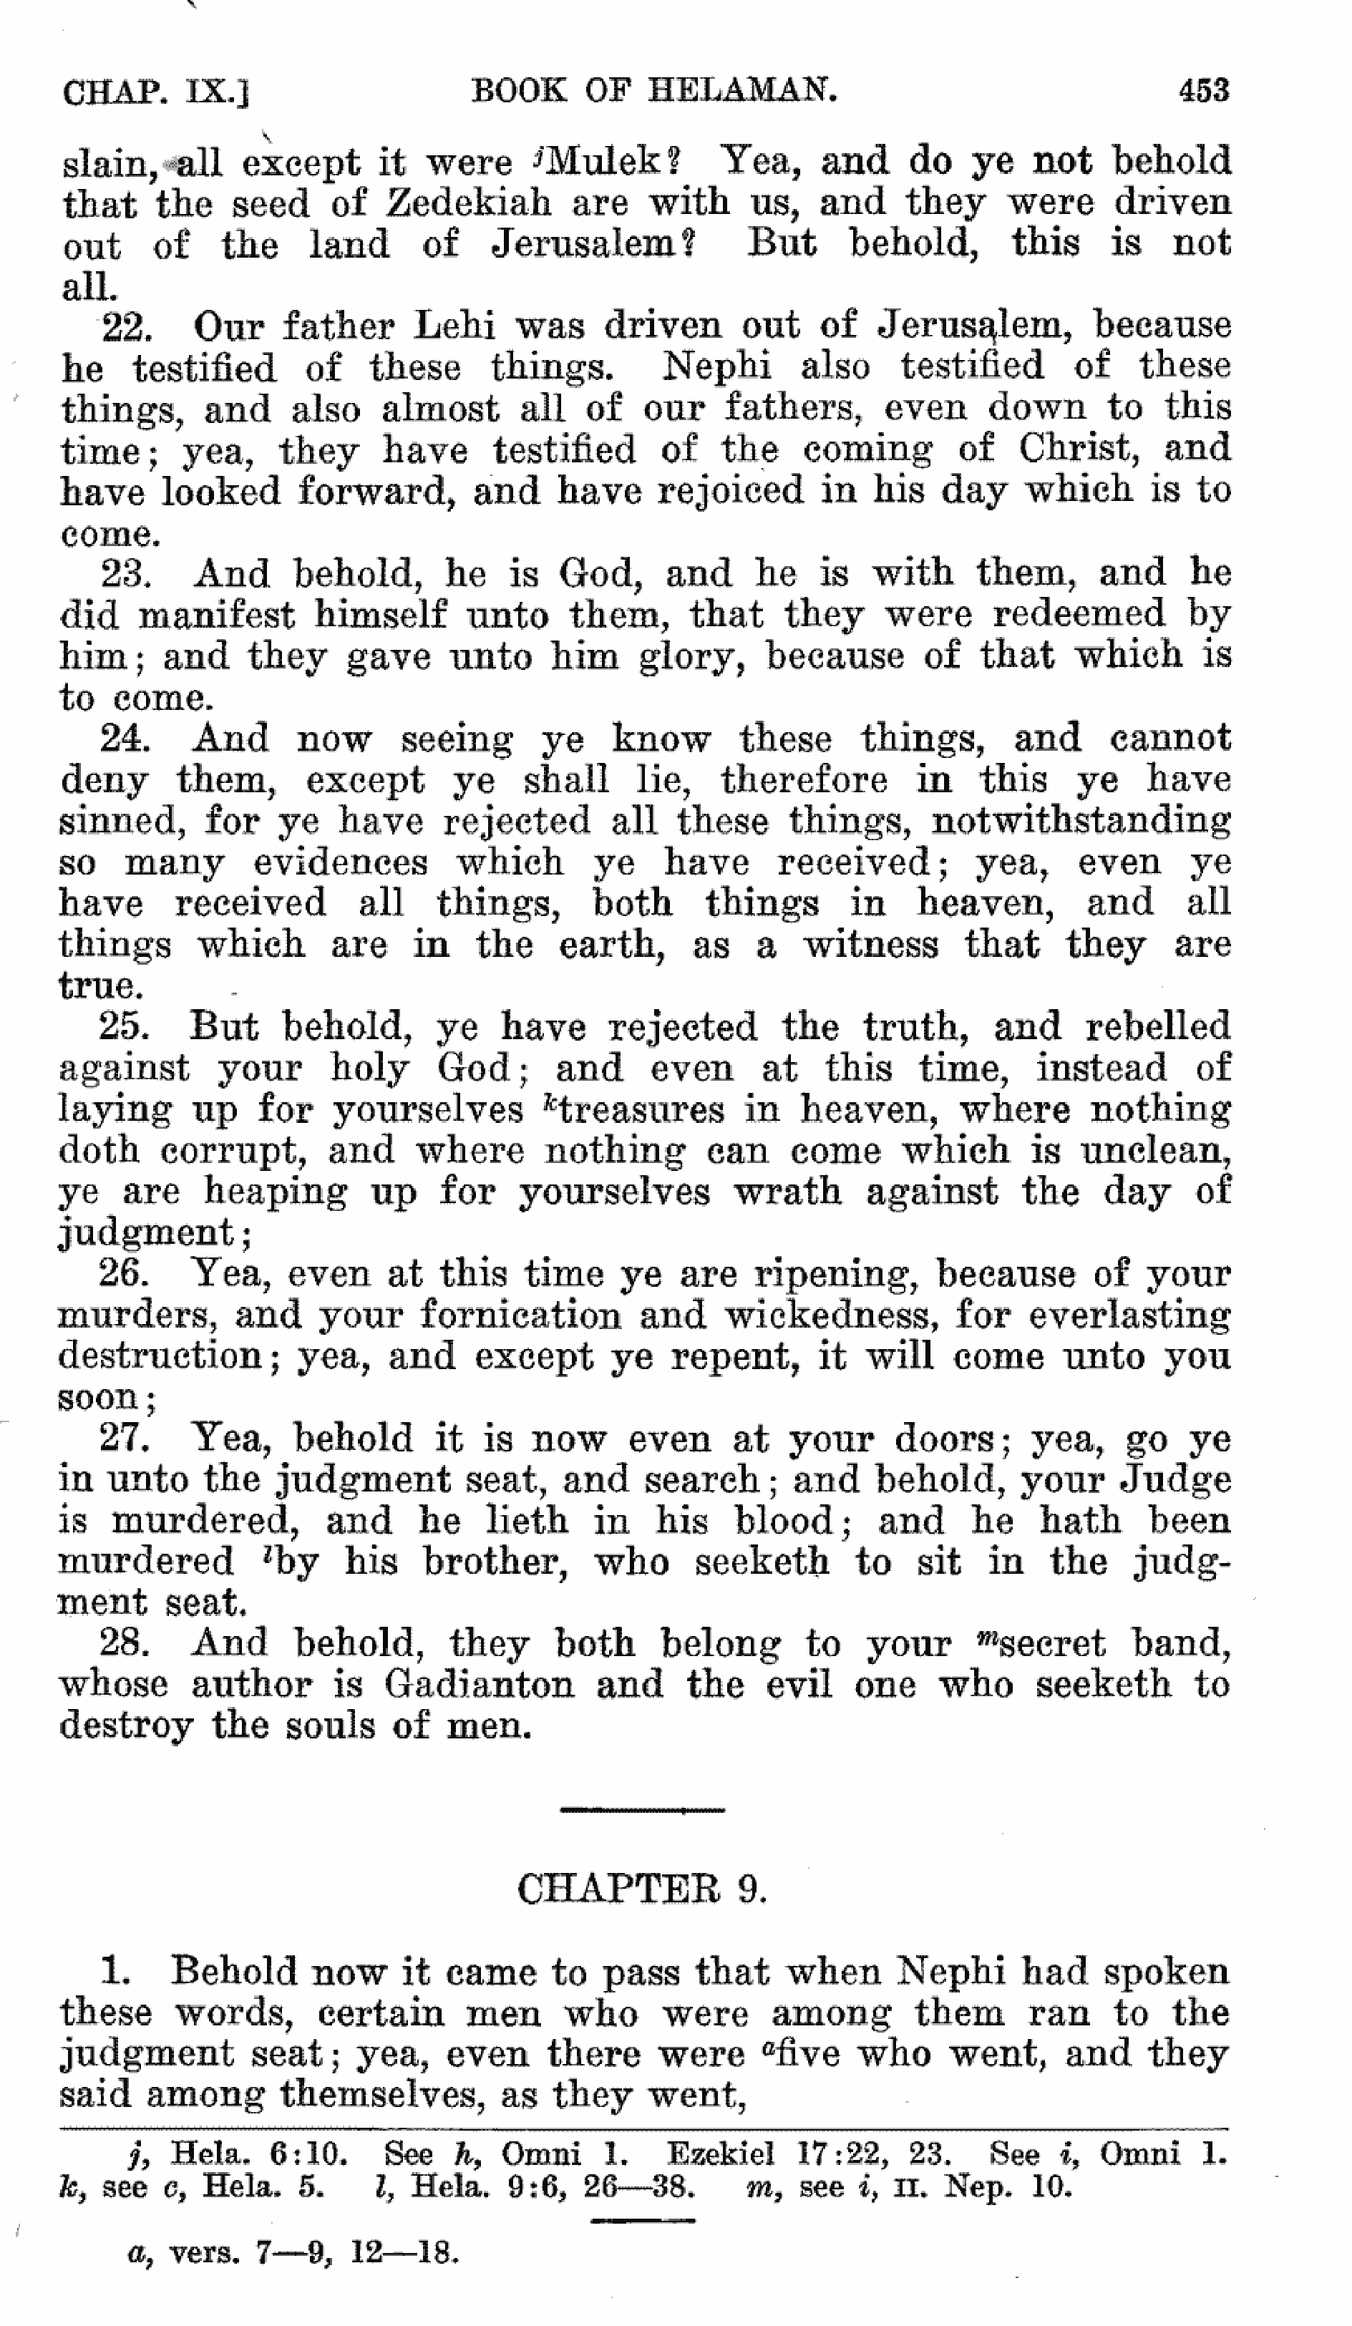 CHAP. IX.] BOOK OF HELAMAN. 453
slain, all except it were jMulek? Yea, and do ye not behold
that the seed of Zedekiah are with us, and they were driven
out of the land of Jerusalem? But behold, this is not
all.
22. Our father Lehi was driven out of Jerusalem, because
he testified of these things. Nephi also testified of these
things, and also almost all of our fathers, even down to this
time; yea, they have testified of the coming of Christ, and
have looked forward, and have rejoiced in his day which is to
come.
23. And behold, he is God, and he is with them, and he
did manifest himself unto them, that they were redeemed by
him; and they gave unto him glory, because of that which is
to come.
24. And now seeing ye know these things, and cannot
deny them, except ye shall lie, therefore in this ye have
sinned, for ye have rejected all these things, notwithstanding
so many evidences which ye have received; yea, even ye
have received all things, both things in heaven, and all
things which are in the earth, as a witness that they are
true.
25. But behold, ye have rejected the truth, and rebelled
against your holy God; and even at this time, instead of
laying up for yourselves ktreasures in heaven, where nothing
doth corrupt, and where nothing can come which is unclean,
ye are heaping up for yourselves wrath against the day of
judgment;
26. Yea, even at this time ye are ripening, because of your
murders, and your fornication and wickedness, for everlasting
destruction; yea, and except ye repent, it will come unto you
soon;
27. Yea, behold it is now even at your doors; yea, go ye
in unto the judgment seat, and search; and behold, your Judge
is murdered, and he lieth in his blood; and he hath been
murdered lby his brother, who seeketh to sit in the judg-
ment seat.
28. And behold, they both belong to your msecret band,
whose author is Gadianton and the evil one who seeketh to
destroy the souls of men.
CHAPTER 9.
1. Behold now it came to pass that when Nephi had spoken
these words, certain men who were among them ran to the
judgment seat; yea, even there were afive who went, and they
said among themselves, as they went,
j, Hela. 6:10. See h, Omni 1. Ezekiel 17:22, 23. See i, Omni 1.
k, see c, Hela. 5. l, Hela. 9:6, 26—38. m, see i, II. Nep. 10.
a, vers. 7—9, 12—18.